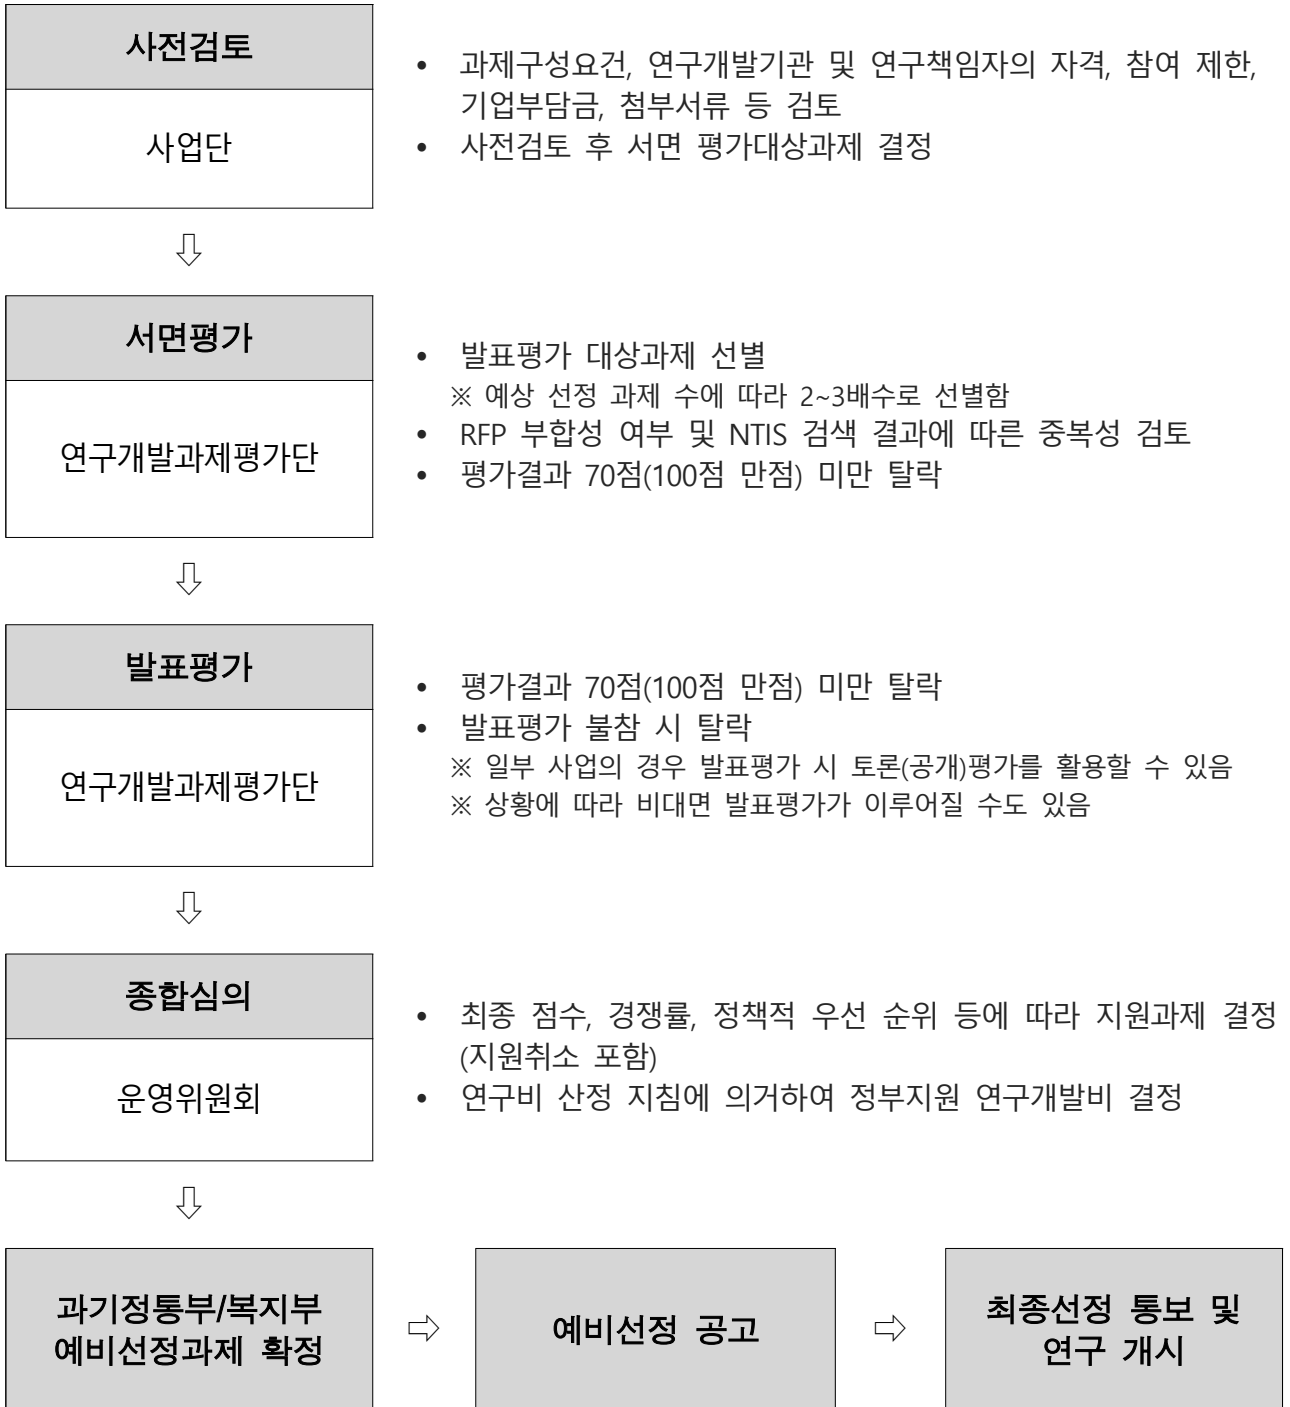 사전검토
사업단
• 과제구성요건, 연구개발기관 및 연구책임자의 자격, 참여 제한,
기업부담금, 첨부서류 등 검토
• 사전검토 후 서면 평가대상과제 결정
⇩
서면평가
연구개발과제평가단
• 발표평가 대상과제 선별
※ 예상 선정 과제 수에 따라 2~3배수로 선별함
• RFP 부합성 여부 및 NTIS 검색 결과에 따른 중복성 검토
• 평가결과 70점(100점 만점) 미만 탈락
⇩
발표평가
연구개발과제평가단
• 평가결과 70점(100점 만점) 미만 탈락
• 발표평가 불참 시 탈락
※ 일부 사업의 경우 발표평가 시 토론(공개)평가를 활용할 수 있음
※ 상황에 따라 비대면 발표평가가 이루어질 수도 있음
⇩
종합심의
운영위원회
• 최종 점수, 경쟁률, 정책적 우선 순위 등에 따라 지원과제 결정
(지원취소 포함)
• 연구비 산정 지침에 의거하여 정부지원 연구개발비 결정
⇩
과기정통부/복지부
예비선정과제 확정
⇨
예비선정 공고
⇨
최종선정 통보 및
연구 개시